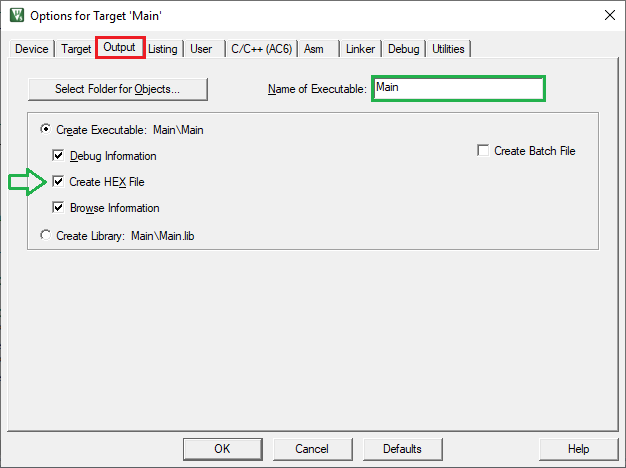 Options for Target 'Main'
Device Target Output Listing User C/C++ (AC6) Asm Linker Debug Utilities
Select Folder for Objects... Name of Executable: Main
Create Executable: Main\Main
Debug Information Create Batch File
Create HEX File
Browse Information
Create Library: Main\Main.lib
OK Cancel Defaults Help